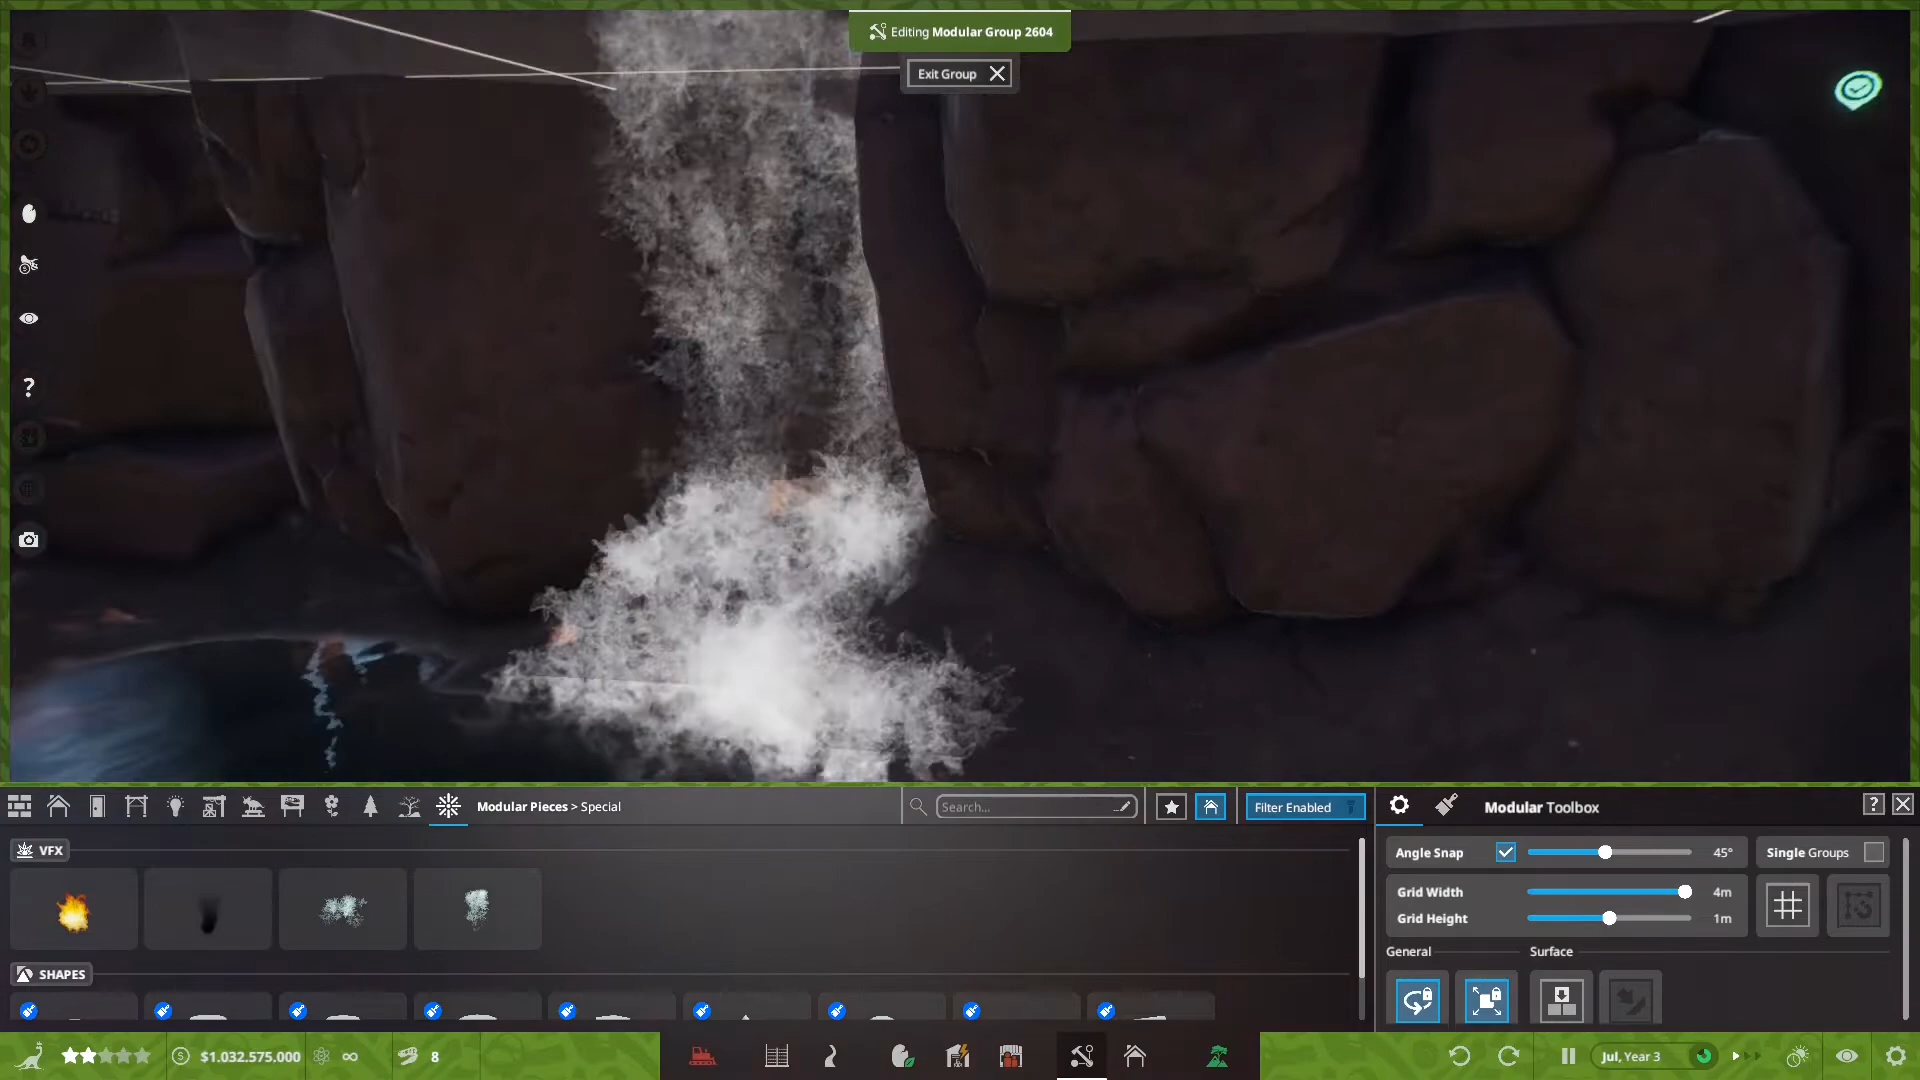 Editing Modular Group 2604
Exit Group
?
Modular Pieces > Special
Search...
Filter Enabled
Modular Toolbox
?
VFX
Angle Snap
45°
Single Groups
Grid Width
4m
Grid Height
1m
General
Surface
SHAPES
$1.032.575.000
∞
8
Jul, Year 3